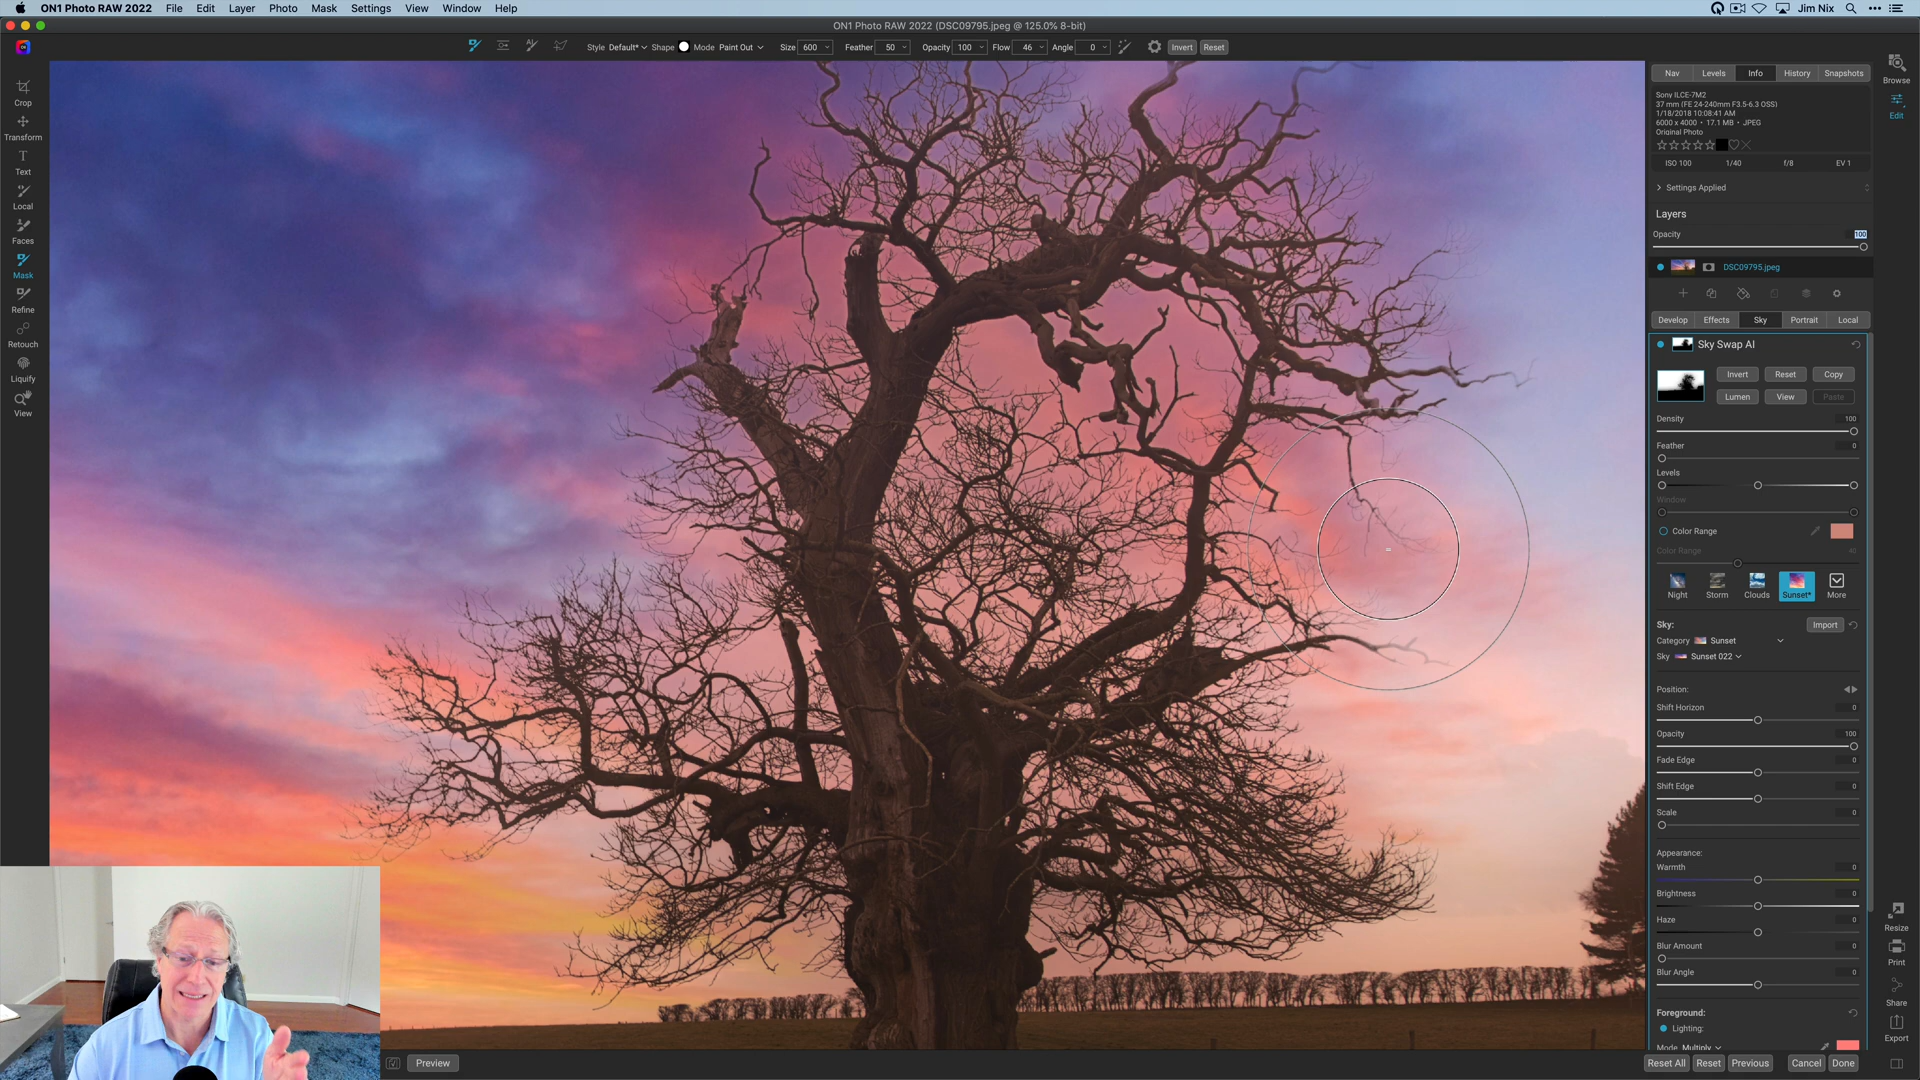 ON1 Photo RAW 2022 File Edit Layer Photo Mask Settings View Window Help Jim Nix
ON1 Photo RAW 2022 (DSC09795.jpeg @ 125.0% 8-bit)
Style Default* Shape Mode Paint Out Size 600 Feather 50 Opacity 100 Flow 46 Angle 0 Invert Reset
Crop
Transform
Text
Local
Faces
Mask
Refine
Retouch
Liquify
View
Nav Levels Info History Snapshots
Browse
Edit
Sony ILCE-7M2
37 mm (FE 24-240mm F3.5-6.3 OSS)
1/18/2018 10:08:41 AM
6000 x 4000 • 17.1 MB • JPEG
Original Photo
ISO 100 1/40 f/8 EV 1
Settings Applied
Layers
Opacity 100
DSC09795.jpeg
Develop Effects Sky Portrait Local
Sky Swap AI
Invert Reset Copy
Lumen View Paste
Density 100
Feather 0
Levels
Window
Color Range
Color Range 40
Night Storm Clouds Sunset* More
Sky: Import
Category Sunset
Sky Sunset 022
Position:
Shift Horizon 0
Opacity 100
Fade Edge 0
Shift Edge 0
Scale 0
Appearance:
Warmth 0
Brightness 0
Haze 0
Blur Amount 0
Blur Angle 0
Foreground:
Lighting:
Mode Multiply
Resize
Print
Share
Export
Preview
Reset All Reset Previous Cancel Done